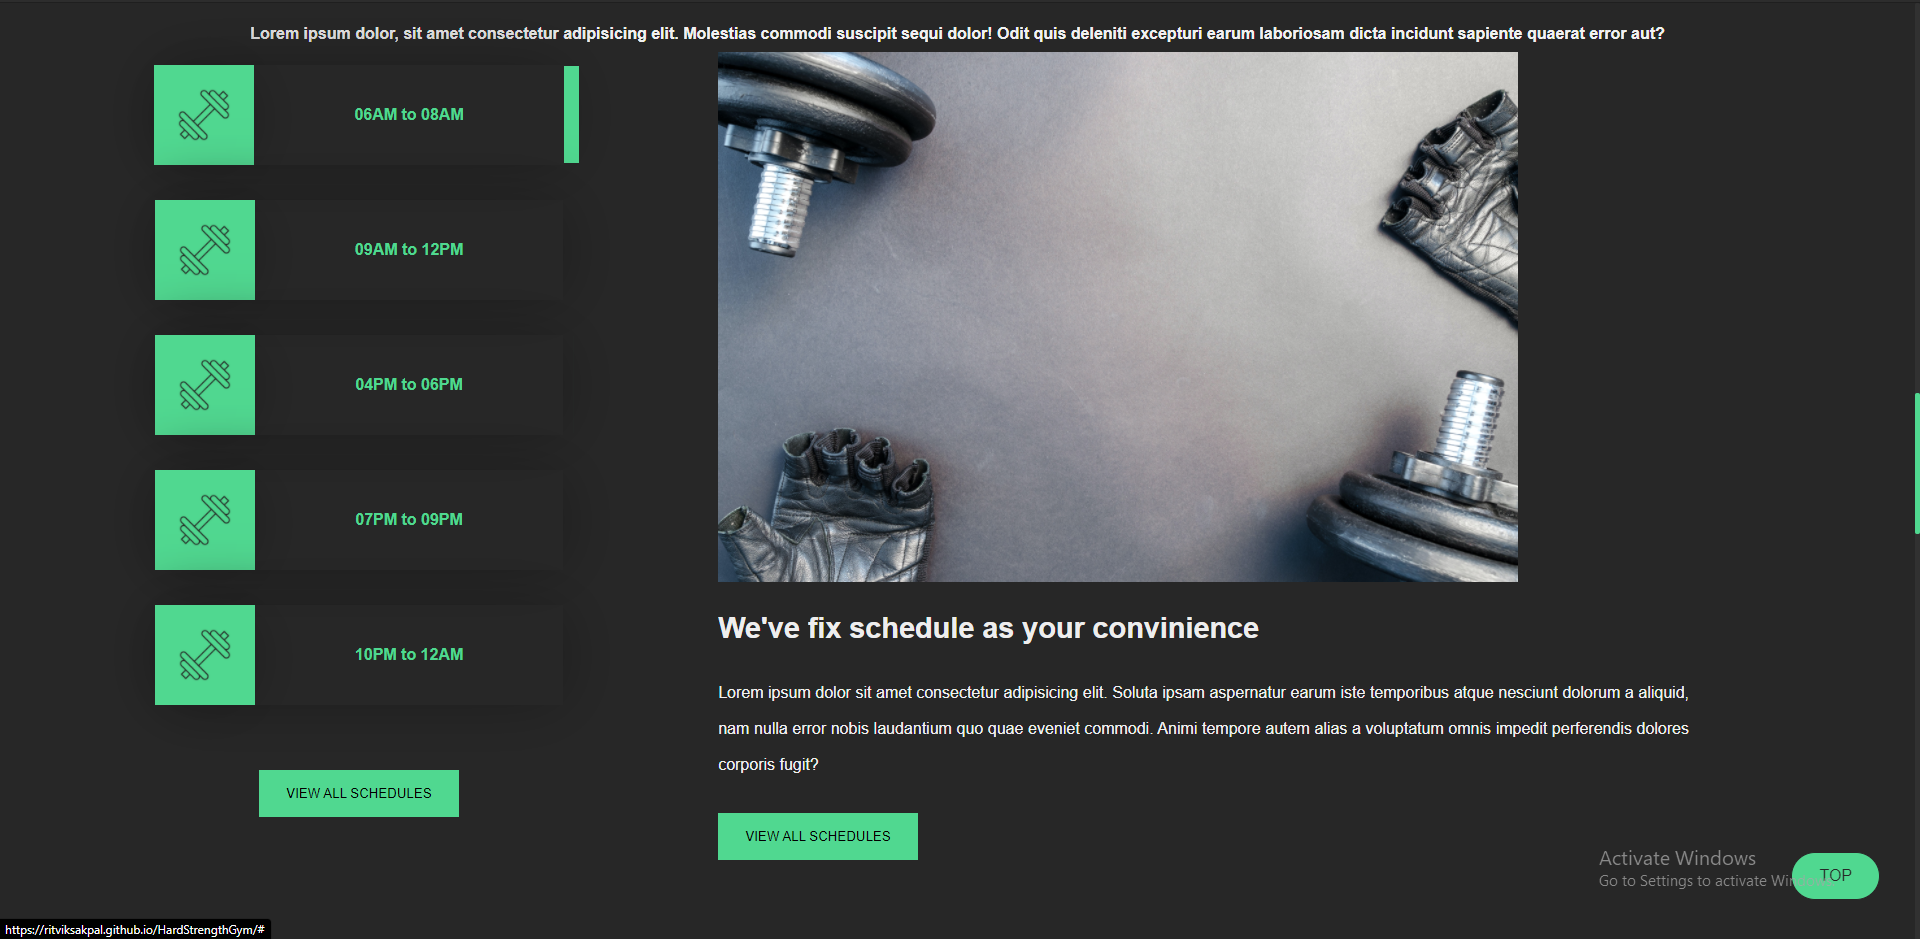 Lorem ipsum dolor, sit amet consectetur adipisicing elit. Molestias commodi suscipit sequi dolor! Odit quis deleniti excepturi earum laboriosam dicta incidunt sapiente quaerat error aut?
06AM to 08AM
09AM to 12PM
04PM to 06PM
07PM to 09PM
10PM to 12AM
VIEW ALL SCHEDULES
We've fix schedule as your convinience
Lorem ipsum dolor sit amet consectetur adipisicing elit. Soluta ipsam aspernatur earum iste temporibus atque nesciunt dolorum a aliquid,
nam nulla error nobis laudantium quo quae eveniet commodi. Animi tempore autem alias a voluptatum omnis impedit perferendis dolores
corporis fugit?
VIEW ALL SCHEDULES
Activate Windows
Go to Settings to activate Windows.
TOP
https://ritviksakpal.github.io/HardStrengthGym/#